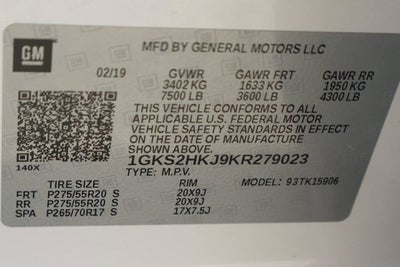 GM
MFD BY GENERAL MOTORS LLC
02/19 GVWR GAWR FRT GAWR RR
3402 KG 1633 KG 1950 KG
7500 LB 3600 LB 4300 LB
THIS VEHICLE CONFORMS TO ALL
APPLICABLE U.S. FEDERAL MOTOR
VEHICLE SAFETY STANDARDS IN EFFECT
ON THE DATE OF MANUFACTURE
SHOWN ABOVE.
1GKS2HKJ9KR279023
140X TYPE: M.P.V.
TIRE SIZE RIM MODEL: 93TK15906
FRT P275/55R20 S 20X9J
RR P275/55R20 S 20X9J
SPA P265/70R17 S 17X7.5J